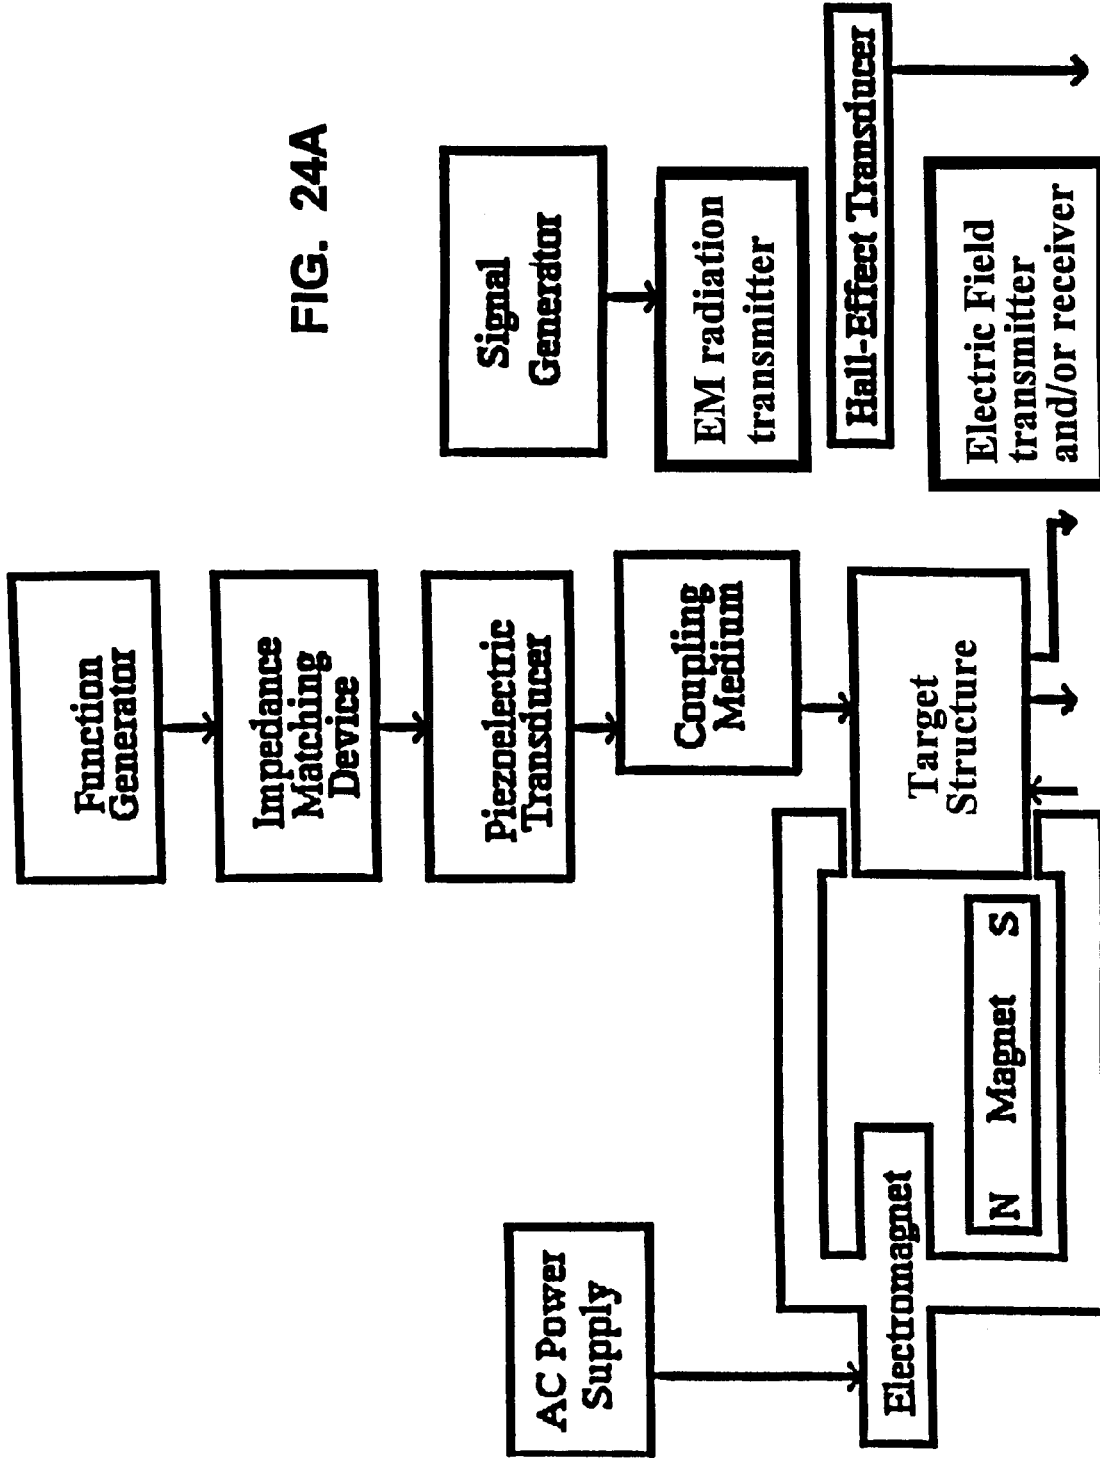 FIG. 24A
Function
Generator
Impedance
Matching
Device
Piezoelectric
Transducer
Coupling
Medium
Target
Structure
Signal
Generator
EM radiation
transmitter
Hall-Effect Transducer
Electric Field
transmitter
and/or receiver
AC Power
Supply
Electromagnet
N Magnet S